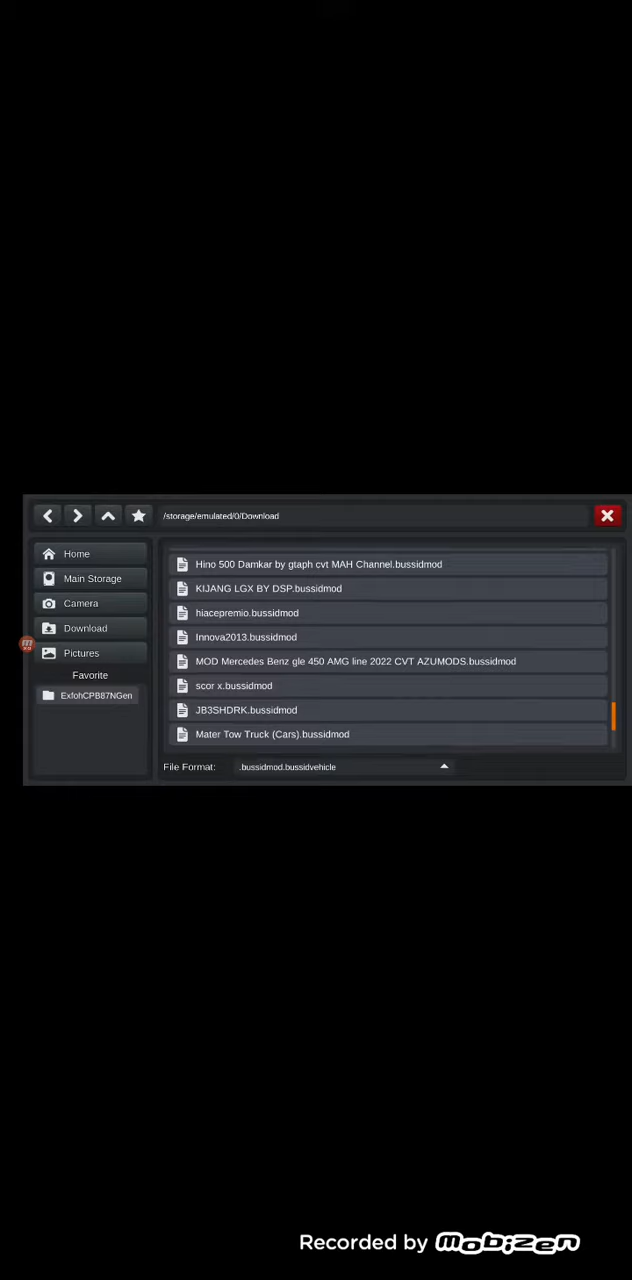 /storage/emulated/0/Download
Home
Main Storage
Camera
Download
Pictures
Favorite
ExfohCPB87NGen
Hino 500 Damkar by gtaph cvt MAH Channel.bussidmod
KIJANG LGX BY DSP.bussidmod
hiacepremio.bussidmod
Innova2013.bussidmod
MOD Mercedes Benz gle 450 AMG line 2022 CVT AZUMODS.bussidmod
scor x.bussidmod
JB3SHDRK.bussidmod
Mater Tow Truck (Cars).bussidmod
File Format: .bussidmod.bussidvehicle
Recorded by mobizen